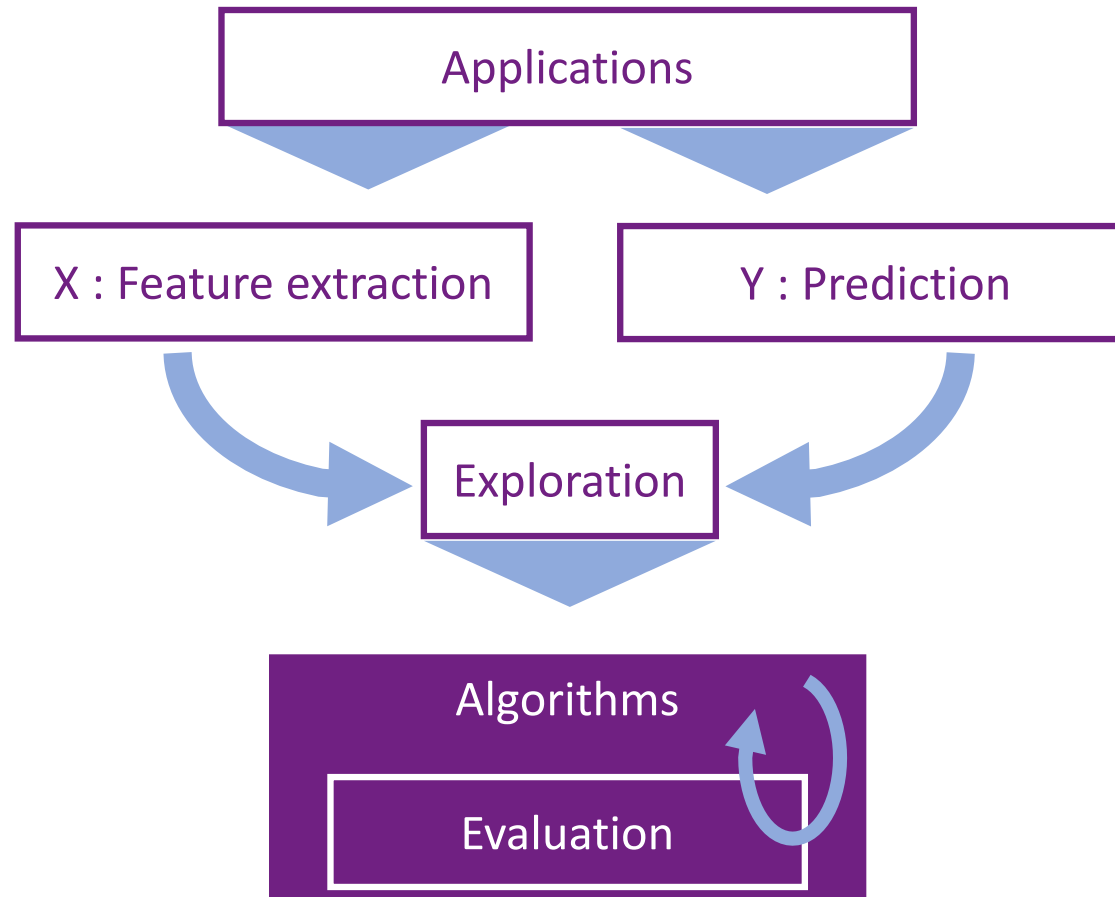 Applications
X : Feature extraction
Y : Prediction
Exploration
Algorithms
Evaluation